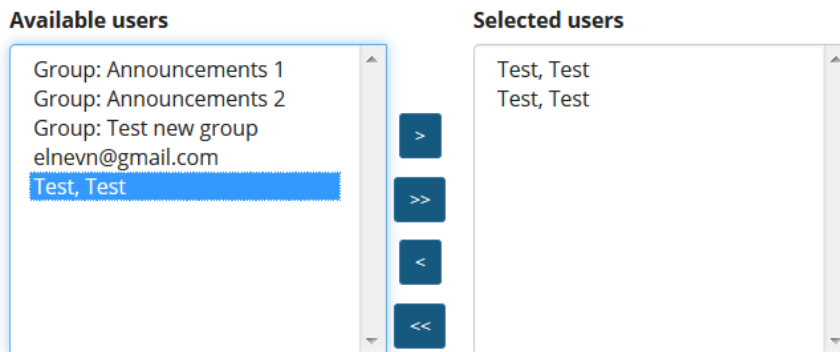 Available users
Group: Announcements 1
Group: Announcements 2
Group: Test new group
elnevn@gmail.com
Test, Test
>
>>
<
<<
Selected users
Test, Test
Test, Test